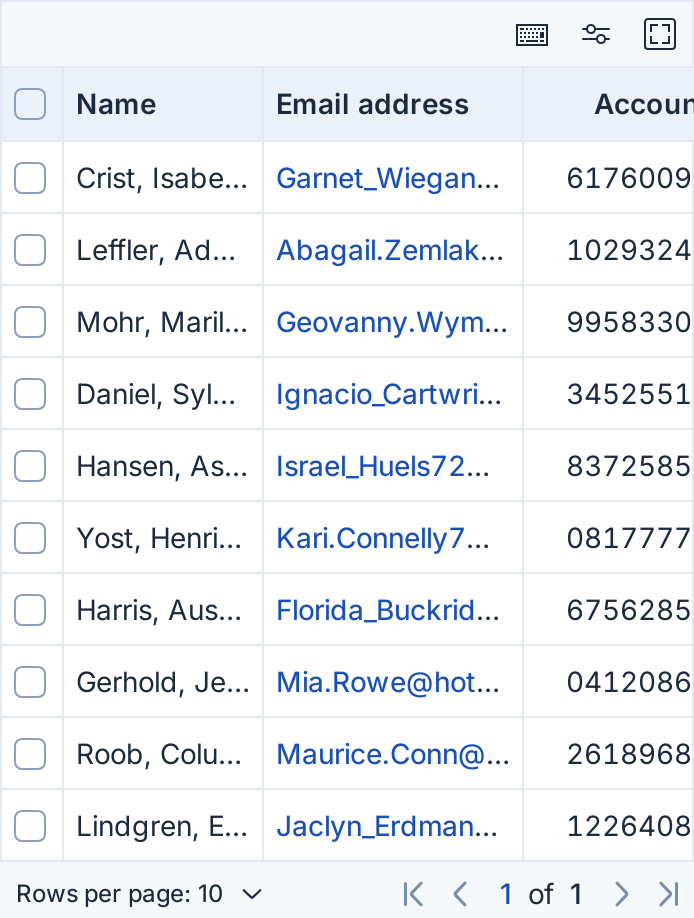 Name Email address Accoun
Crist, Isabe... Garnet_Wiegan... 6176009
Leffler, Ad... Abagail.Zemlak... 1029324
Mohr, Maril... Geovanny.Wym... 9958330
Daniel, Syl... Ignacio_Cartwri... 3452551
Hansen, As... Israel_Huels72... 8372585
Yost, Henri... Kari.Connelly7... 0817777
Harris, Aus... Florida_Buckrid... 6756285
Gerhold, Je... Mia.Rowe@hot... 0412086
Roob, Colu... Maurice.Conn@... 2618968
Lindgren, E... Jaclyn_Erdman... 1226408
Rows per page: 10 1 of 1